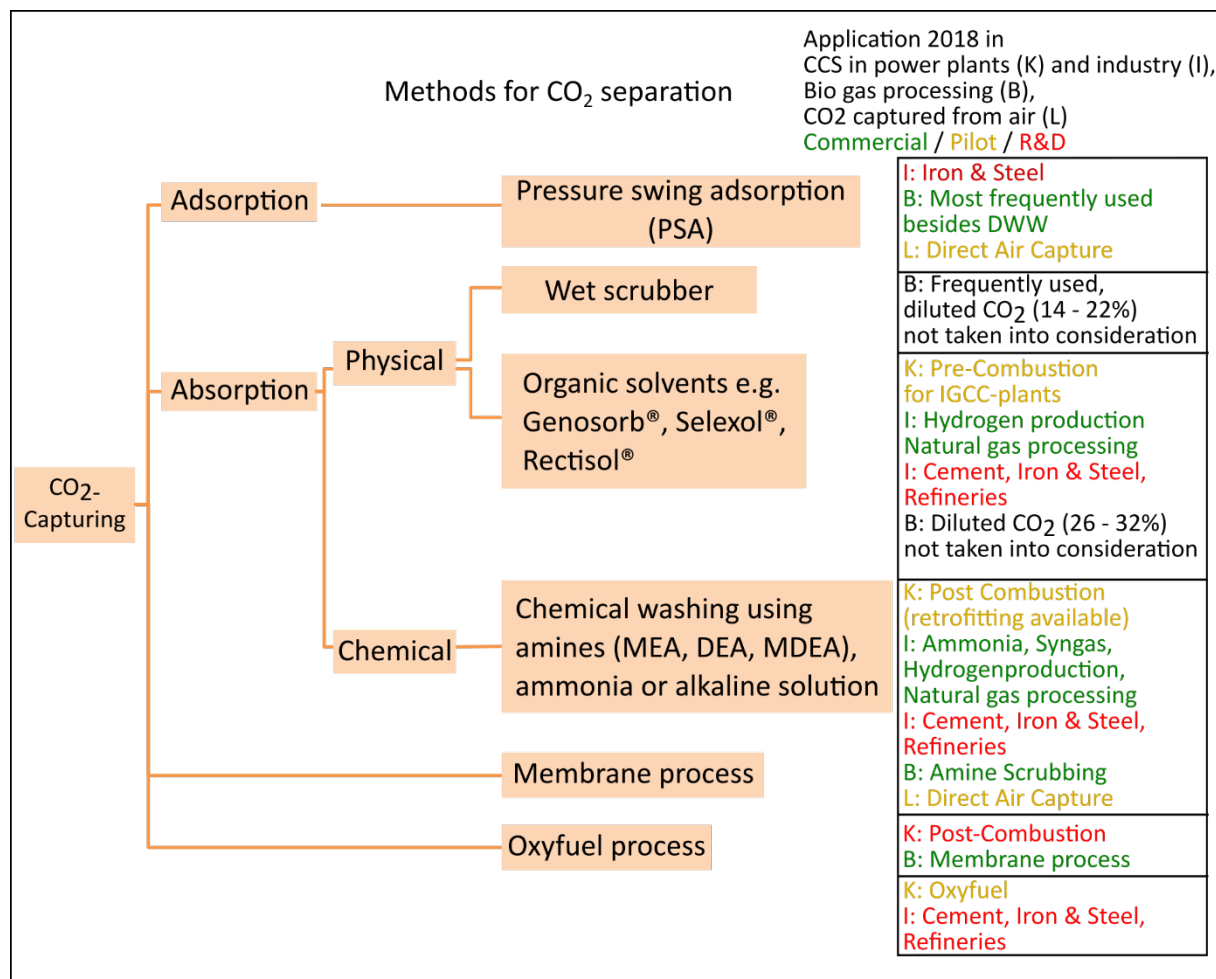 Methods for CO2 separation
Application 2018 in
CCS in power plants (K) and industry (I),
Bio gas processing (B),
CO2 captured from air (L)
Commercial / Pilot / R&D
CO2-
Capturing
Adsorption
Pressure swing adsorption
(PSA)
I: Iron & Steel
B: Most frequently used
besides DWW
L: Direct Air Capture
Absorption
Physical
Wet scrubber
B: Frequently used,
diluted CO2 (14 - 22%)
not taken into consideration
Organic solvents e.g.
Genosorb®, Selexol®,
Rectisol®
K: Pre-Combustion
for IGCC-plants
I: Hydrogen production
Natural gas processing
I: Cement, Iron & Steel,
Refineries
B: Diluted CO2 (26 - 32%)
not taken into consideration
Chemical
Chemical washing using
amines (MEA, DEA, MDEA),
ammonia or alkaline solution
K: Post Combustion
(retrofitting available)
I: Ammonia, Syngas,
Hydrogenproduction,
Natural gas processing
I: Cement, Iron & Steel,
Refineries
B: Amine Scrubbing
L: Direct Air Capture
Membrane process
K: Post-Combustion
B: Membrane process
Oxyfuel process
K: Oxyfuel
I: Cement, Iron & Steel,
Refineries